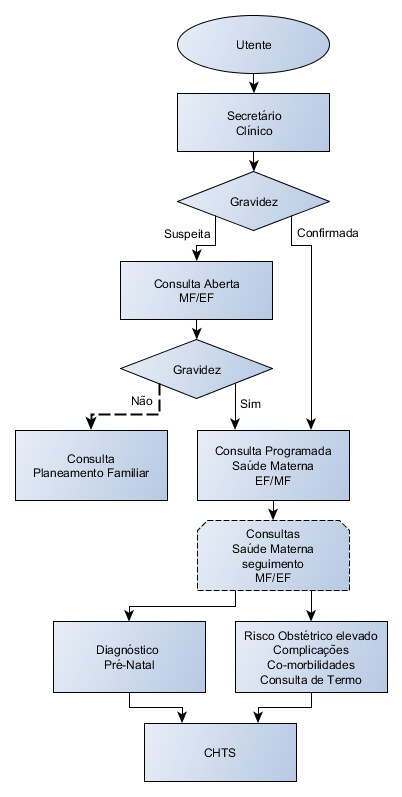 Utente
Secretário
Clínico
Gravidez
Suspeita
Confirmada
Consulta Aberta
MF/EF
Gravidez
Não
Sim
Consulta
Planeamento Familiar
Consulta Programada
Saúde Materna
EF/MF
Consultas
Saúde Materna
seguimento
MF/EF
Diagnóstico
Pré-Natal
Risco Obstétrico elevado
Complicações
Co-morbilidades
Consulta de Termo
CHTS